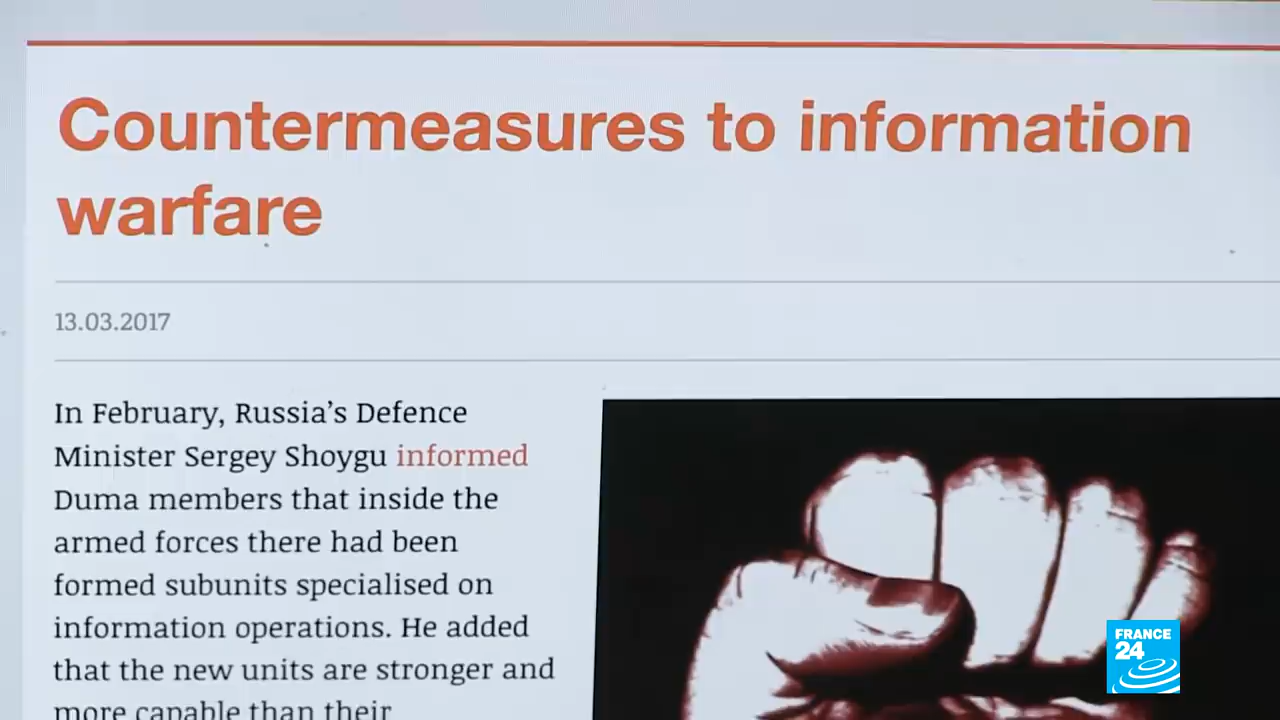 Countermeasures to information
warfare
13.03.2017
In February, Russia's Defence
Minister Sergey Shoygu informed
Duma members that inside the
armed forces there had been
formed subunits specialised on
information operations. He added
that the new units are stronger and
more capable than their
FRANCE
24